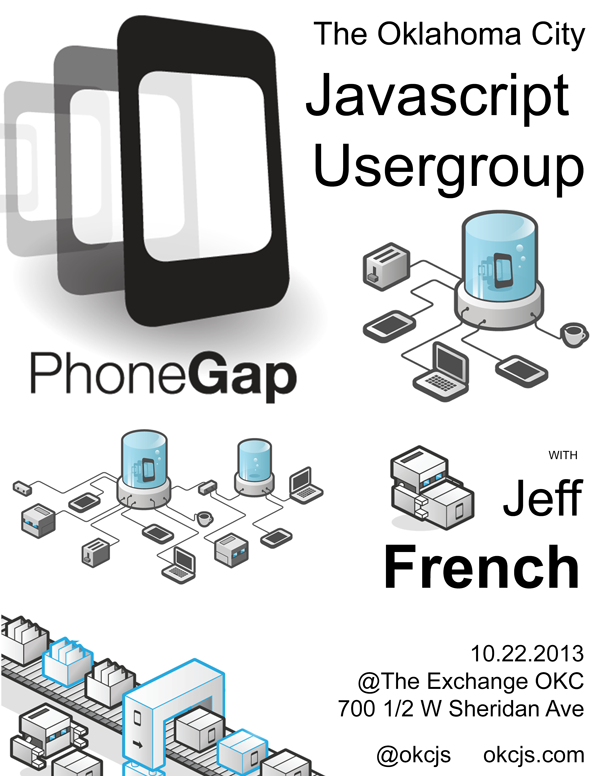 The Oklahoma City
Javascript
Usergroup
PhoneGap
WITH
Jeff
French
10.22.2013
@The Exchange OKC
700 1/2 W Sheridan Ave
@okcjs okcjs.com